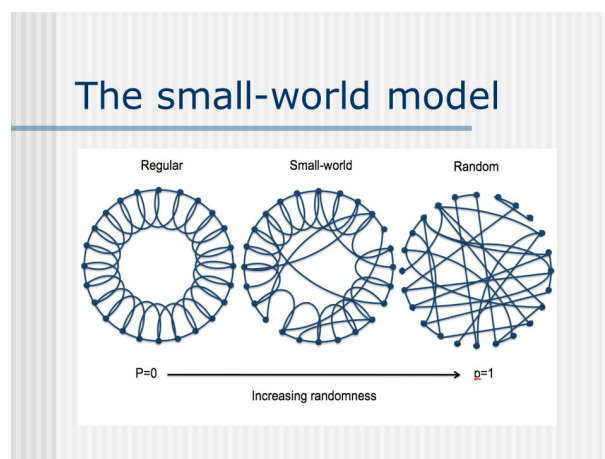 The small-world model
Regular Small-world Random
P=0 p=1
Increasing randomness